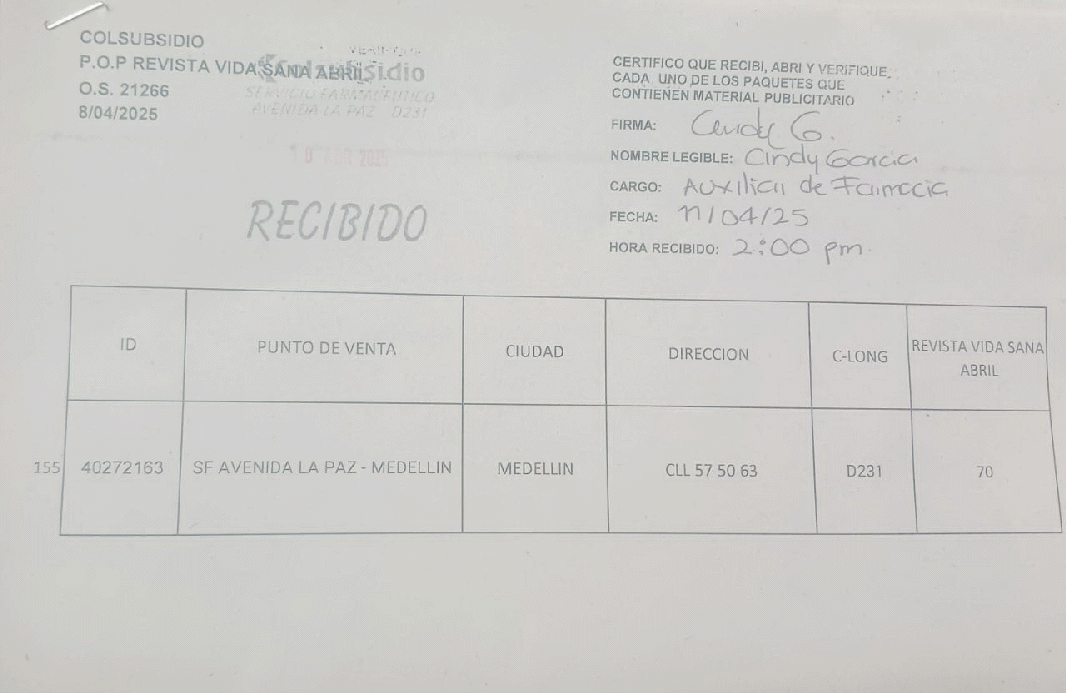 COLSUBSIDIO
P.O.P REVISTA VIDA SANA ABRIL
O.S. 21266
8/04/2025
Colsubsidio
SERVICIO FARMACEUTICO
AVENIDA LA PAZ D231
RECIBIDO
CERTIFICO QUE RECIBI, ABRI Y VERIFIQUE
CADA UNO DE LOS PAQUETES QUE
CONTIENEN MATERIAL PUBLICITARIO
FIRMA: Cindy G.
NOMBRE LEGIBLE: Cindy Garcia
CARGO: Auxiliar de Farmacia
FECHA: 11/04/25
HORA RECIBIDO: 2:00 pm
ID PUNTO DE VENTA CIUDAD DIRECCION C-LONG REVISTA VIDA SANA
ABRIL
155 40272163 SF AVENIDA LA PAZ - MEDELLIN MEDELLIN CLL 57 50 63 D231 70